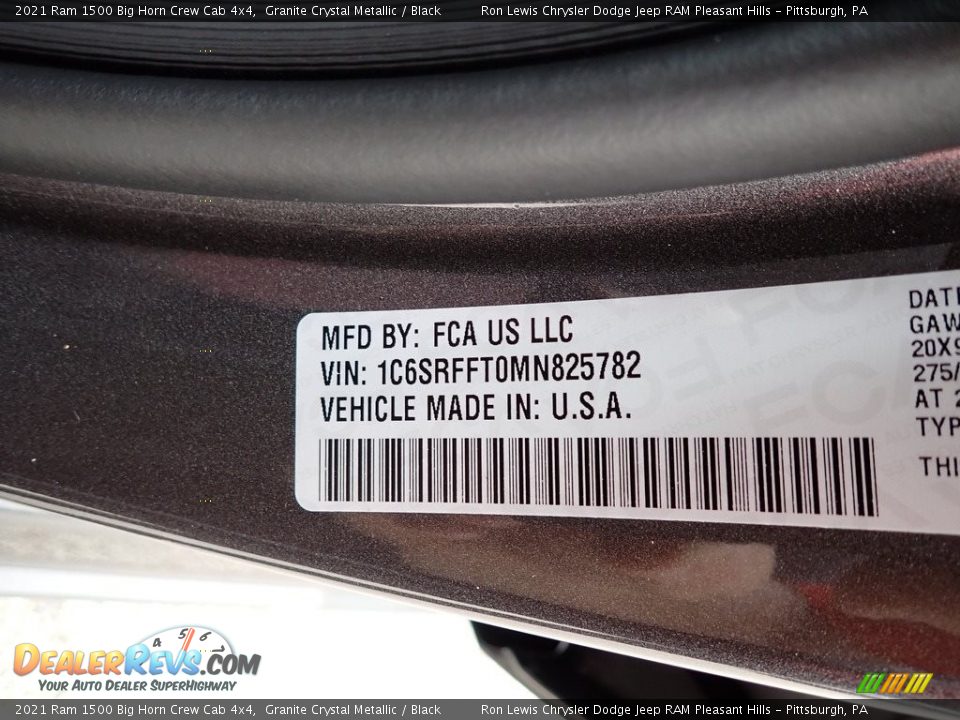 2021 Ram 1500 Big Horn Crew Cab 4x4, Granite Crystal Metallic / Black Ron Lewis Chrysler Dodge Jeep RAM Pleasant Hills - Pittsburgh, PA
MFD BY: FCA US LLC
VIN: 1C6SRFFT0MN825782
VEHICLE MADE IN: U.S.A.
GAW
20X9
275/
AT 2
TYP
THI
4 5 6
DEALERREVS.COM
YOUR AUTO DEALER SUPERHIGHWAY
2021 Ram 1500 Big Horn Crew Cab 4x4, Granite Crystal Metallic / Black Ron Lewis Chrysler Dodge Jeep RAM Pleasant Hills - Pittsburgh, PA